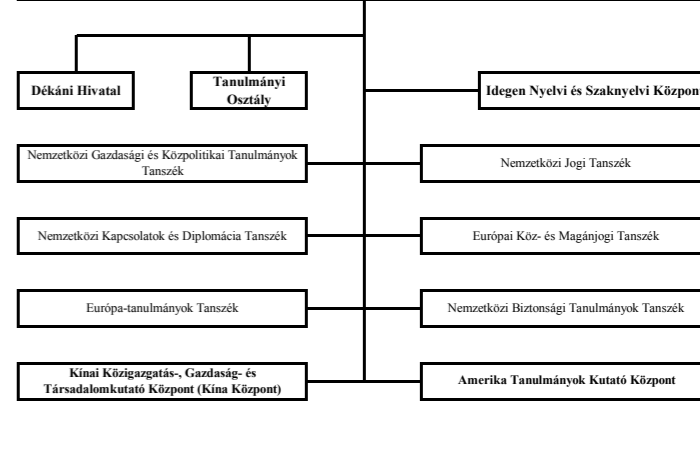 Dékáni Hivatal
Tanulmányi
Osztály
Idegen Nyelvi és Szaknyelvi Közpon
Nemzetközi Gazdasági és Közpolitikai Tanulmányok
Tanszék
Nemzetközi Jogi Tanszék
Nemzetközi Kapcsolatok és Diplomácia Tanszék
Európai Köz- és Magánjogi Tanszék
Európa-tanulmányok Tanszék
Nemzetközi Biztonsági Tanulmányok Tanszék
Kínai Közigazgatás-, Gazdaság- és
Társadalomkutató Központ (Kína Központ)
Amerika Tanulmányok Kutató Központ